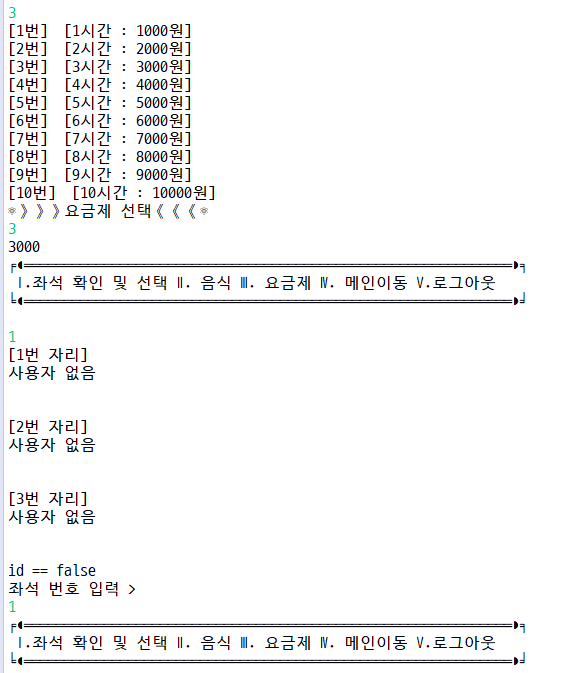 3
[1번] [1시간 : 1000원]
[2번] [2시간 : 2000원]
[3번] [3시간 : 3000원]
[4번] [4시간 : 4000원]
[5번] [5시간 : 5000원]
[6번] [6시간 : 6000원]
[7번] [7시간 : 7000원]
[8번] [8시간 : 8000원]
[9번] [9시간 : 9000원]
[10번] [10시간 : 10000원]
⚛》》》요금제 선택《《《⚛
3
3000
Ⅰ.좌석 확인 및 선택 Ⅱ. 음식 Ⅲ. 요금제 Ⅳ. 메인이동 Ⅴ.로그아웃
1
[1번 자리]
사용자 없음
[2번 자리]
사용자 없음
[3번 자리]
사용자 없음
id == false
좌석 번호 입력 >
1
Ⅰ.좌석 확인 및 선택 Ⅱ. 음식 Ⅲ. 요금제 Ⅳ. 메인이동 Ⅴ.로그아웃